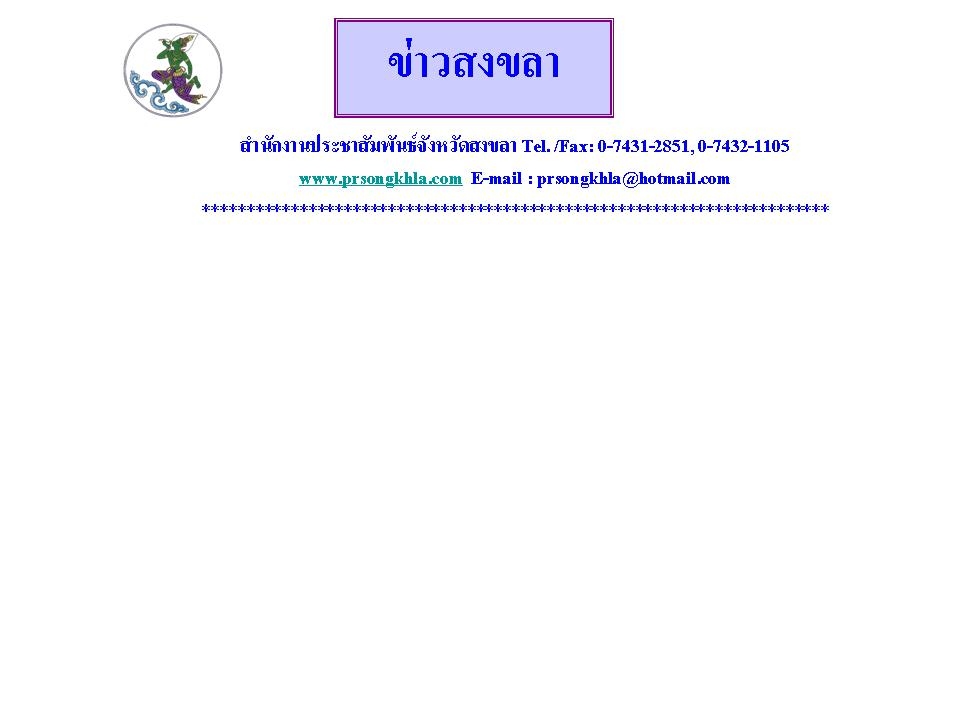 ข่าวสงขลา
สำนักงานประชาสัมพันธ์จังหวัดสงขลา Tel. /Fax: 0-7431-2851, 0-7432-1105
www.prsongkhla.com E-mail : prsongkhla@hotmail.com
***********************************************************************